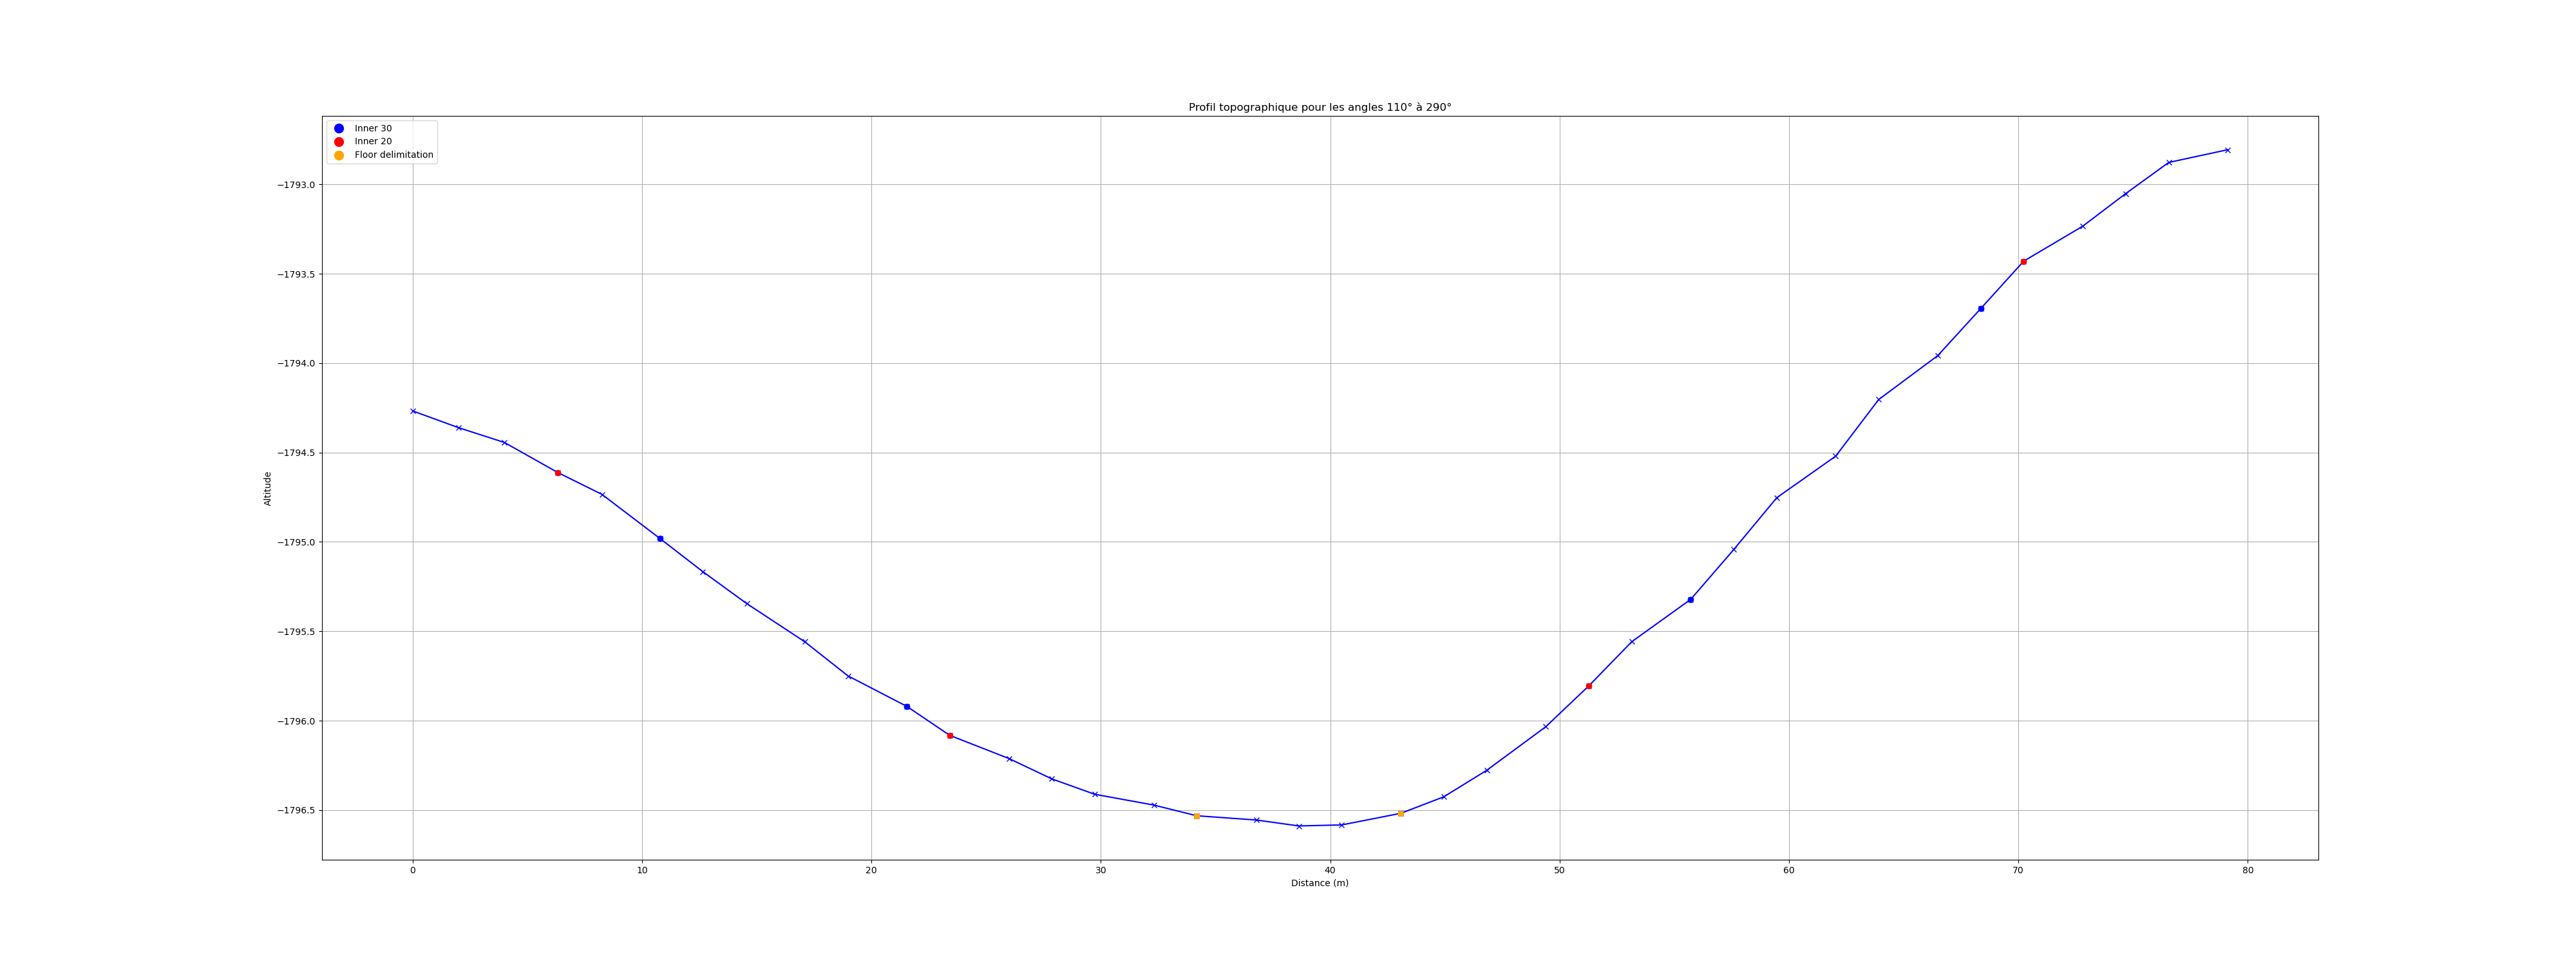 Profil topographique pour les angles 110° à 290°
Inner 30
Inner 20
Floor delimitation
−1793.0
−1793.5
−1794.0
−1794.5
−1795.0
−1795.5
−1796.0
−1796.5
Altitude
0 10 20 30 40 50 60 70 80
Distance (m)